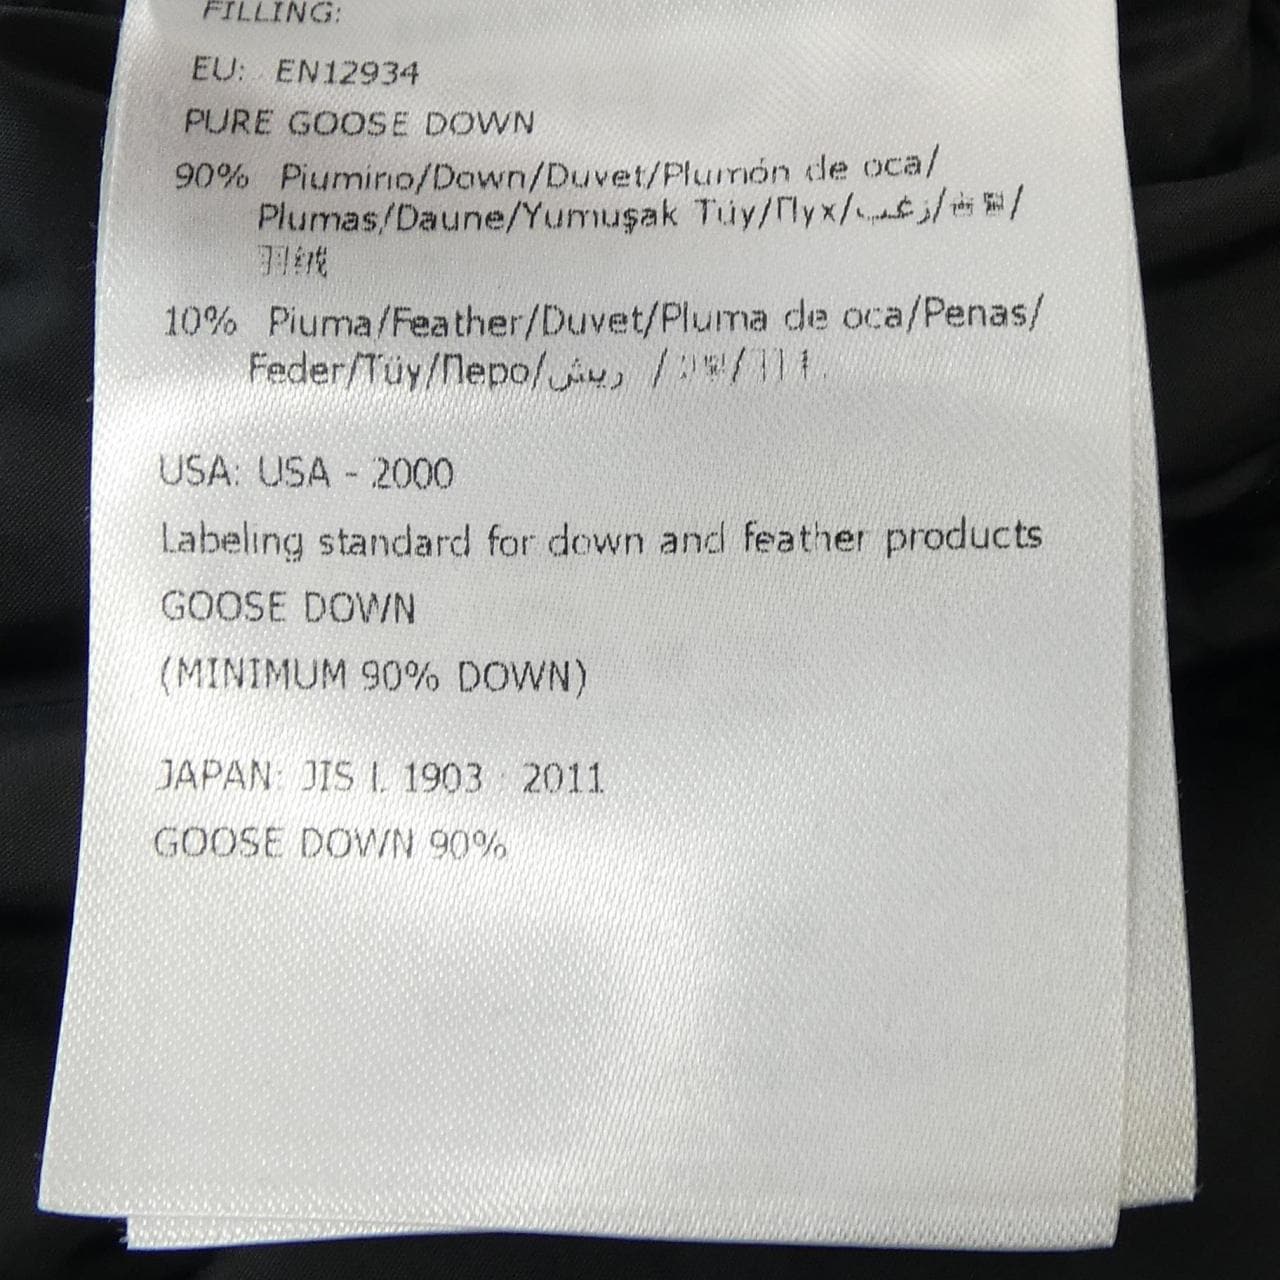 FILLING:
EU: EN12934
PURE GOOSE DOWN
90% Piumino/Down/Duvet/Plumón de oca/
Plumas/Daune/Yumuşak Tüy/Пух/زغب/
羽绒
10% Piuma/Feather/Duvet/Pluma de oca/Penas/
Feder/Tüy/Перо/ريش /
USA: USA - 2000
Labeling standard for down and feather products
GOOSE DOWN
(MINIMUM 90% DOWN)
JAPAN: JIS L 1903 2011
GOOSE DOWN 90%